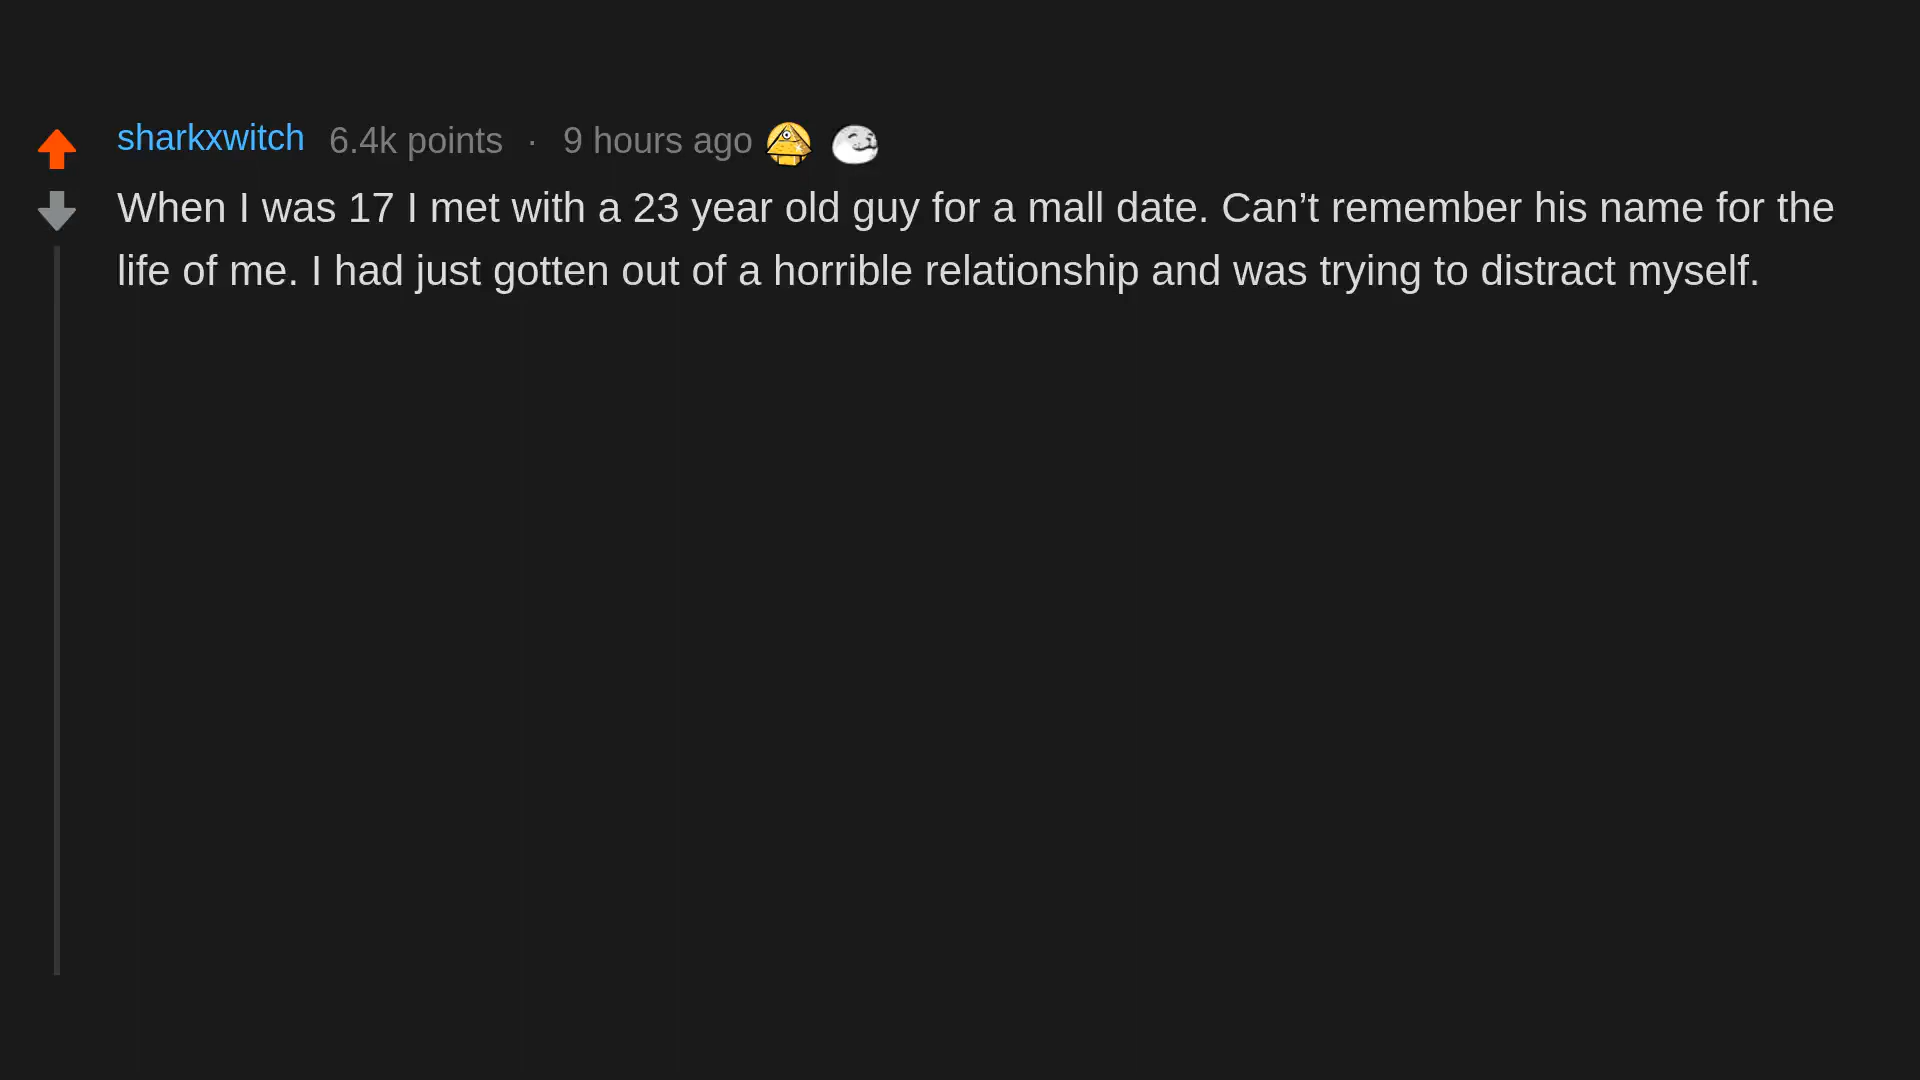 sharkxwitch 6.4k points · 9 hours ago
When I was 17 I met with a 23 year old guy for a mall date. Can’t remember his name for the
life of me. I had just gotten out of a horrible relationship and was trying to distract myself.